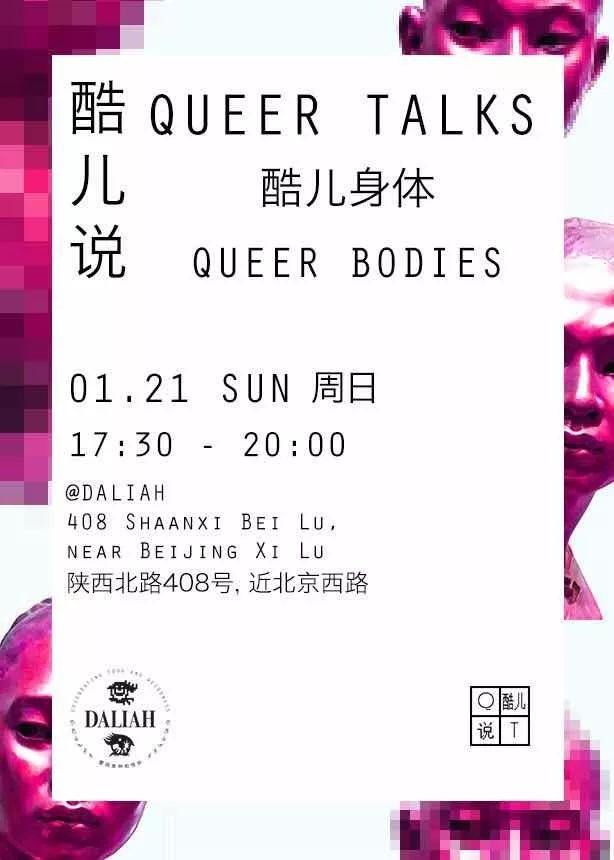 酷儿说
QUEER TALKS
酷儿身体
QUEER BODIES
01.21 SUN 周日
17:30 - 20:00
@DALIAH
408 SHAANXI BEI LU,
NEAR BEIJING XI LU
陕西北路408号, 近北京西路
DALIAH
Q 酷儿
说 T